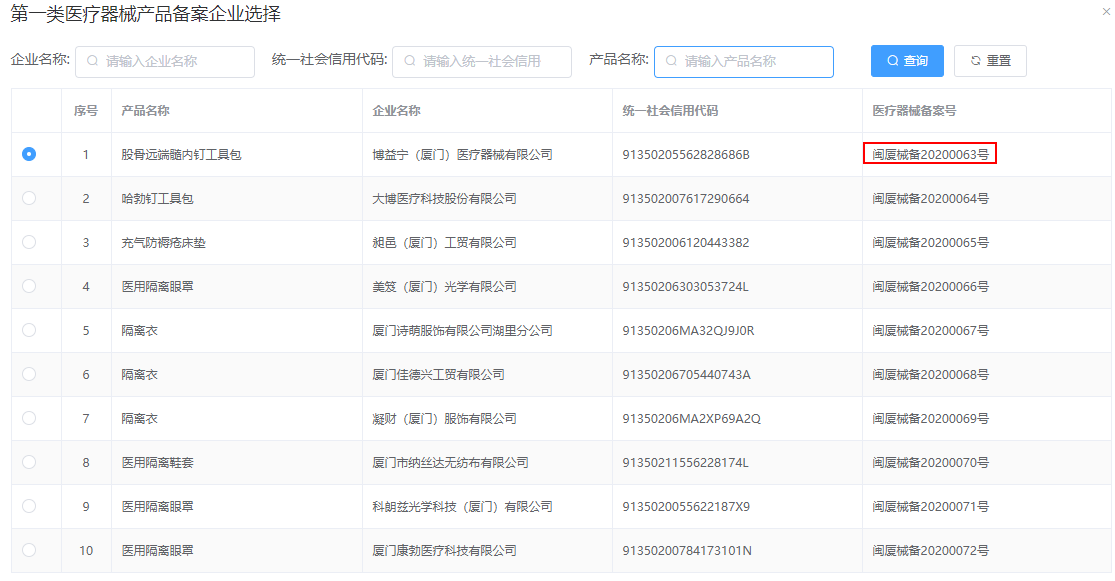 第一类医疗器械产品备案企业选择
企业名称: 请输入企业名称 统一社会信用代码: 请输入统一社会信用 产品名称: 请输入产品名称 查询 重置
序号 产品名称 企业名称 统一社会信用代码 医疗器械备案号
1 股骨远端髓内钉工具包 博益宁（厦门）医疗器械有限公司 91350205562828686B 闽厦械备20200063号
2 哈勃钉工具包 大博医疗科技股份有限公司 913502007617290664 闽厦械备20200064号
3 充气防褥疮床垫 昶邑（厦门）工贸有限公司 913502006120443382 闽厦械备20200065号
4 医用隔离眼罩 美笈（厦门）光学有限公司 91350206303053724L 闽厦械备20200066号
5 隔离衣 厦门诗萌服饰有限公司湖里分公司 91350206MA32QJ9J0R 闽厦械备20200067号
6 隔离衣 厦门佳德兴工贸有限公司 91350206705440743A 闽厦械备20200068号
7 隔离衣 凝财（厦门）服饰有限公司 91350206MA2XP69A2Q 闽厦械备20200069号
8 医用隔离鞋套 厦门市纳丝达无纺布有限公司 91350211556228174L 闽厦械备20200070号
9 医用隔离眼罩 科朗兹光学科技（厦门）有限公司 9135020055622187X9 闽厦械备20200071号
10 医用隔离眼罩 厦门康勃医疗科技有限公司 91350200784173101N 闽厦械备20200072号